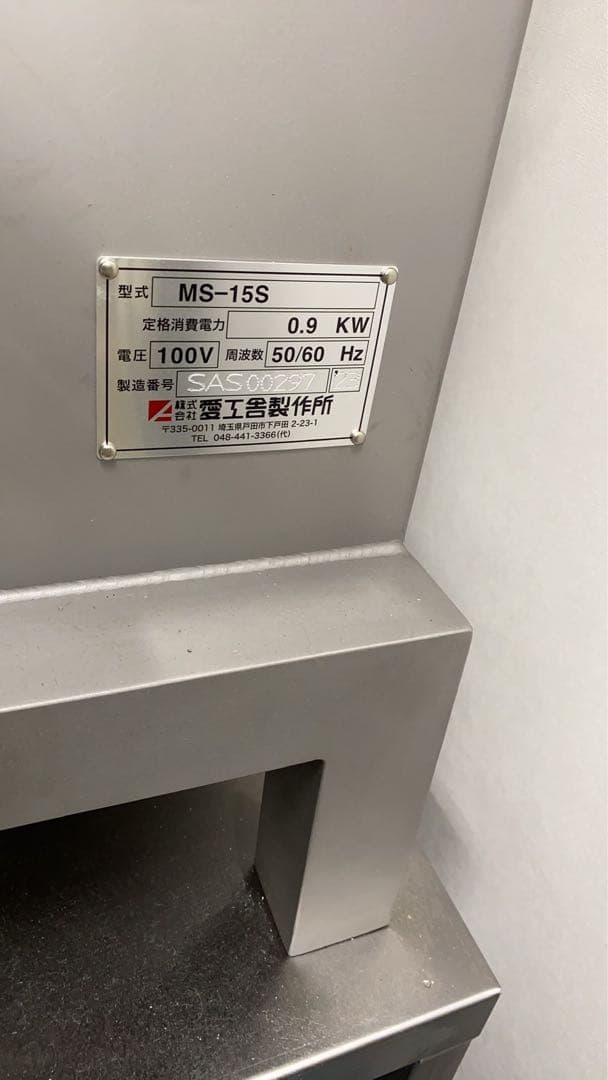 型式 MS-15S
定格消費電力 0.9 KW
電圧 100V 周波数 50/60 Hz
製造番号 SAS00297 '23
株式会社 愛工舎製作所
〒335-0011 埼玉県戸田市下戸田 2-23-1
TEL 048-441-3366(代)